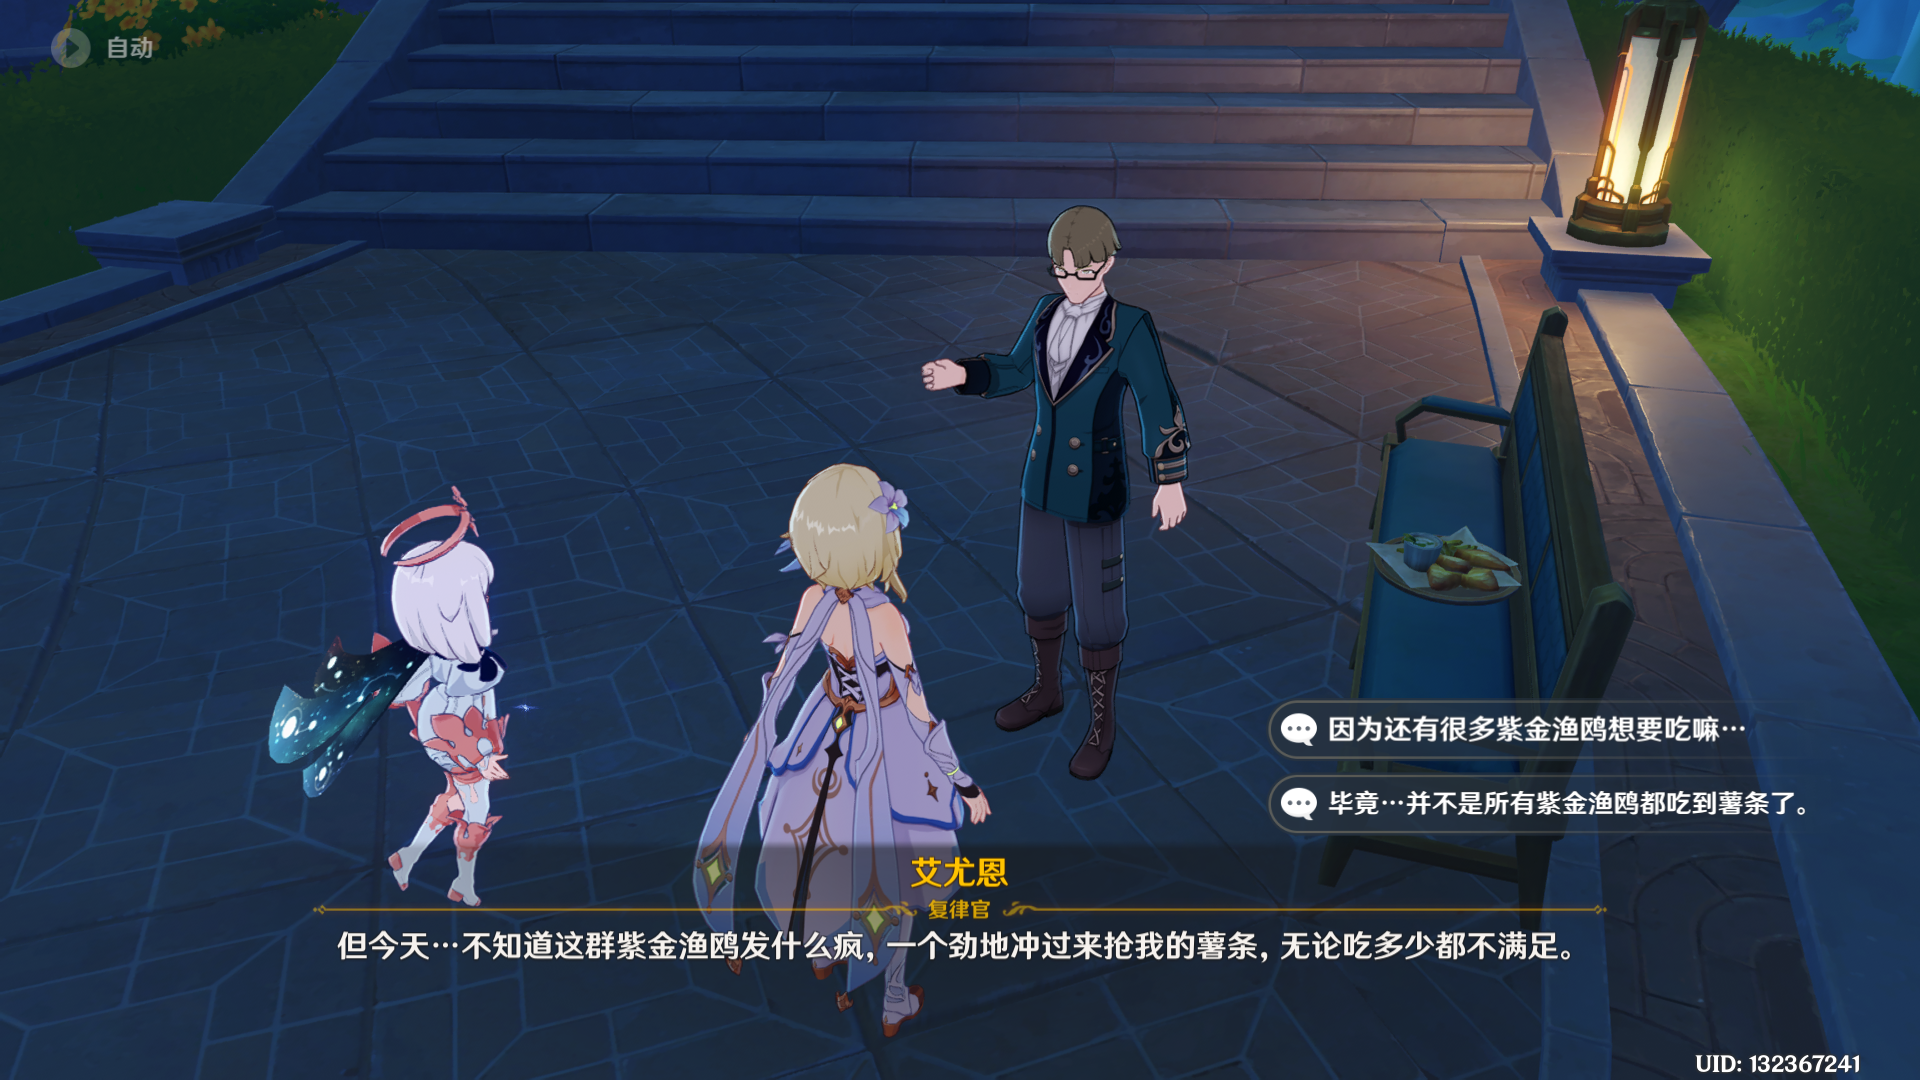 自动
因为还有很多紫金渔鸥想要吃嘛…
毕竟…并不是所有紫金渔鸥都吃到薯条了。
艾尤恩
复律官
但今天…不知道这群紫金渔鸥发什么疯，一个劲地冲过来抢我的薯条，无论吃多少都不满足。
UID: 132367241